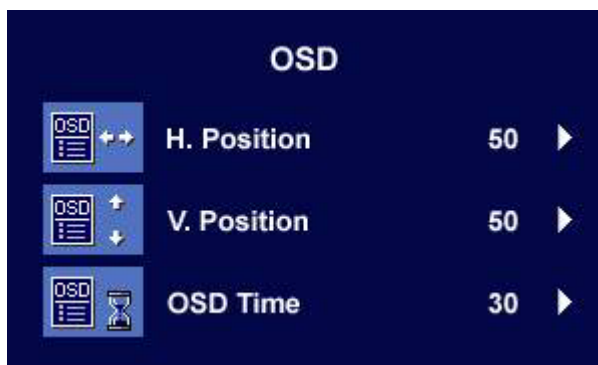 OSD
OSD H. Position 50
OSD V. Position 50
OSD OSD Time 30